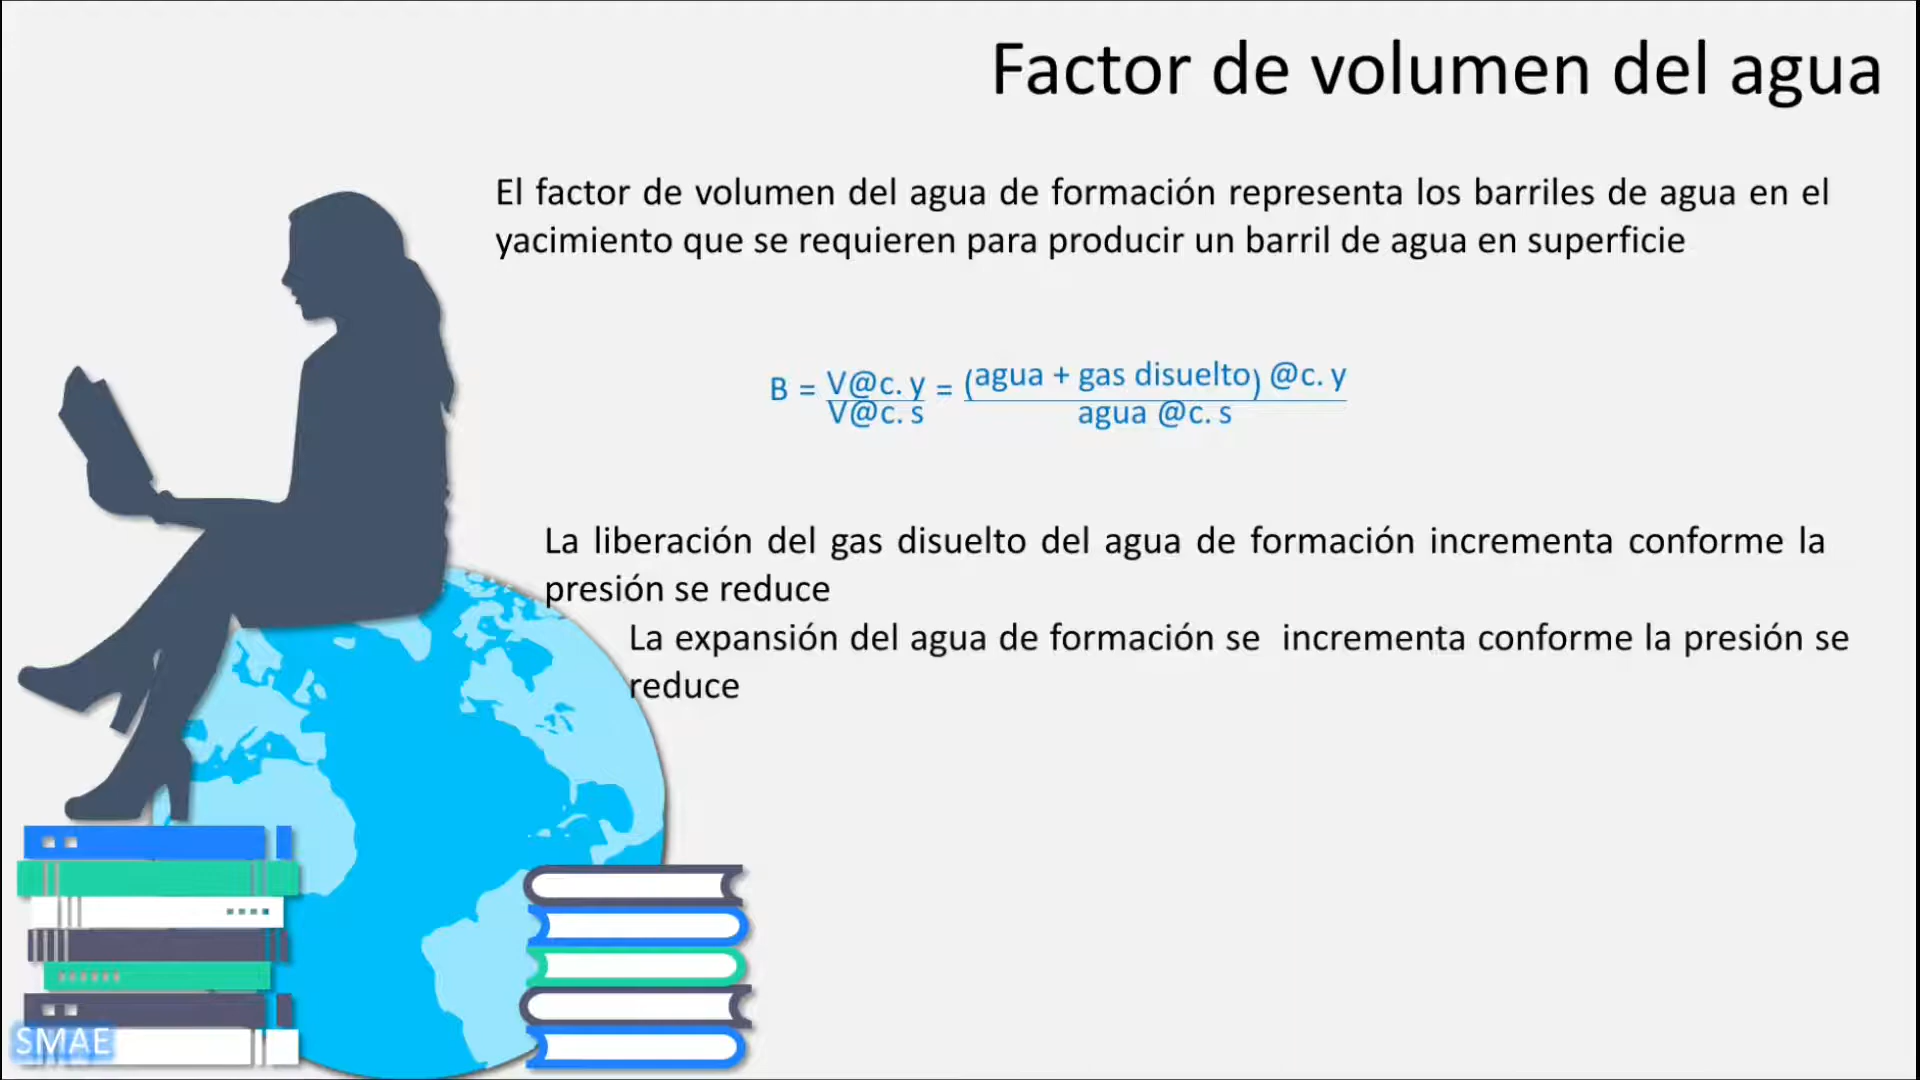 Factor de volumen del agua
El factor de volumen del agua de formación representa los barriles de agua en el
yacimiento que se requieren para producir un barril de agua en superficie
B = V@c. y / V@c. s = (agua + gas disuelto) @c. y / agua @c. s
La liberación del gas disuelto del agua de formación incrementa conforme la
presión se reduce
La expansión del agua de formación se incrementa conforme la presión se
reduce
SMAE